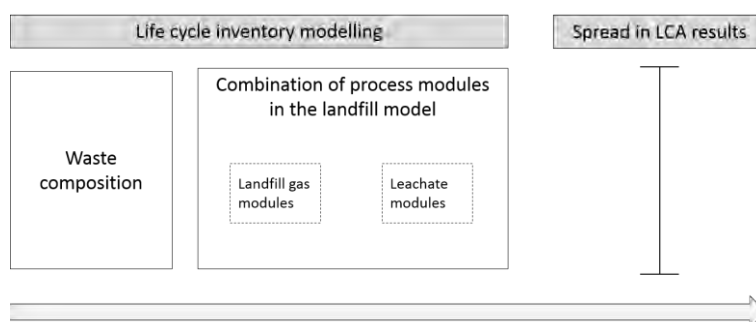 Life cycle inventory modelling
Spread in LCA results
Waste
composition
Combination of process modules
in the landfill model
Landfill gas
modules
Leachate
modules